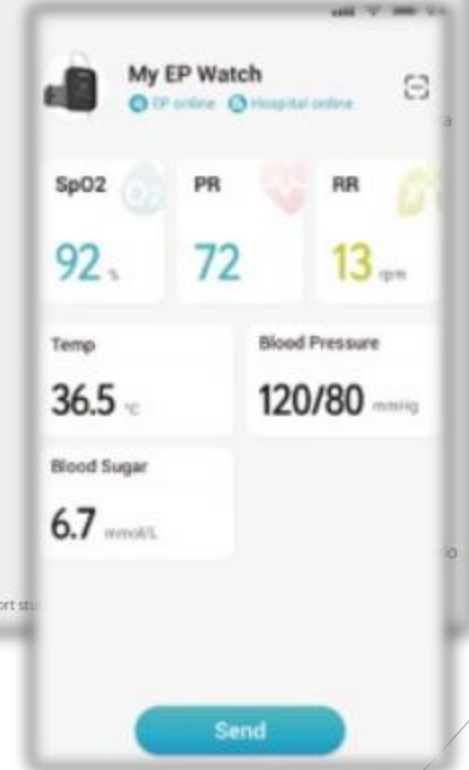 My EP Watch
EP online Hospital online
SpO2 PR RR
92 % 72 13 rpm
Temp Blood Pressure
36.5 °C 120/80 mmHg
Blood Sugar
6.7 mmol/L
Send